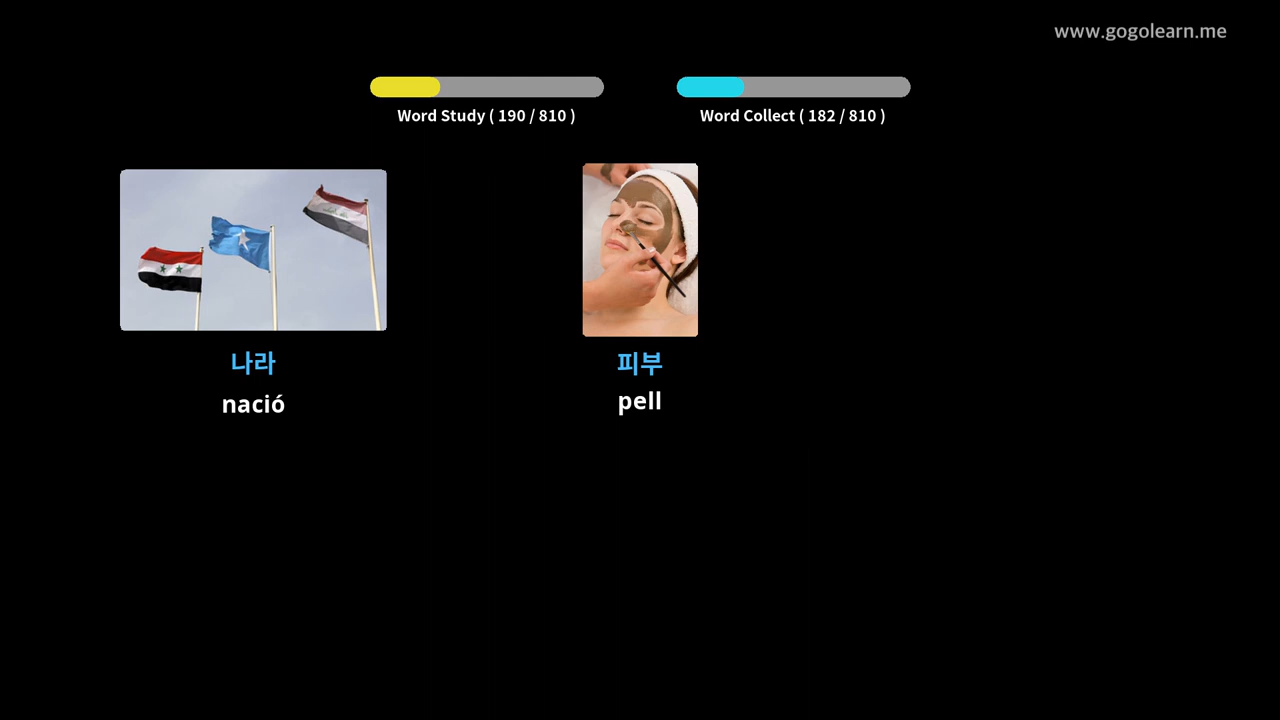 www.gogolearn.me
Word Study ( 190 / 810 )
Word Collect ( 182 / 810 )
나라
nació
피부
pell